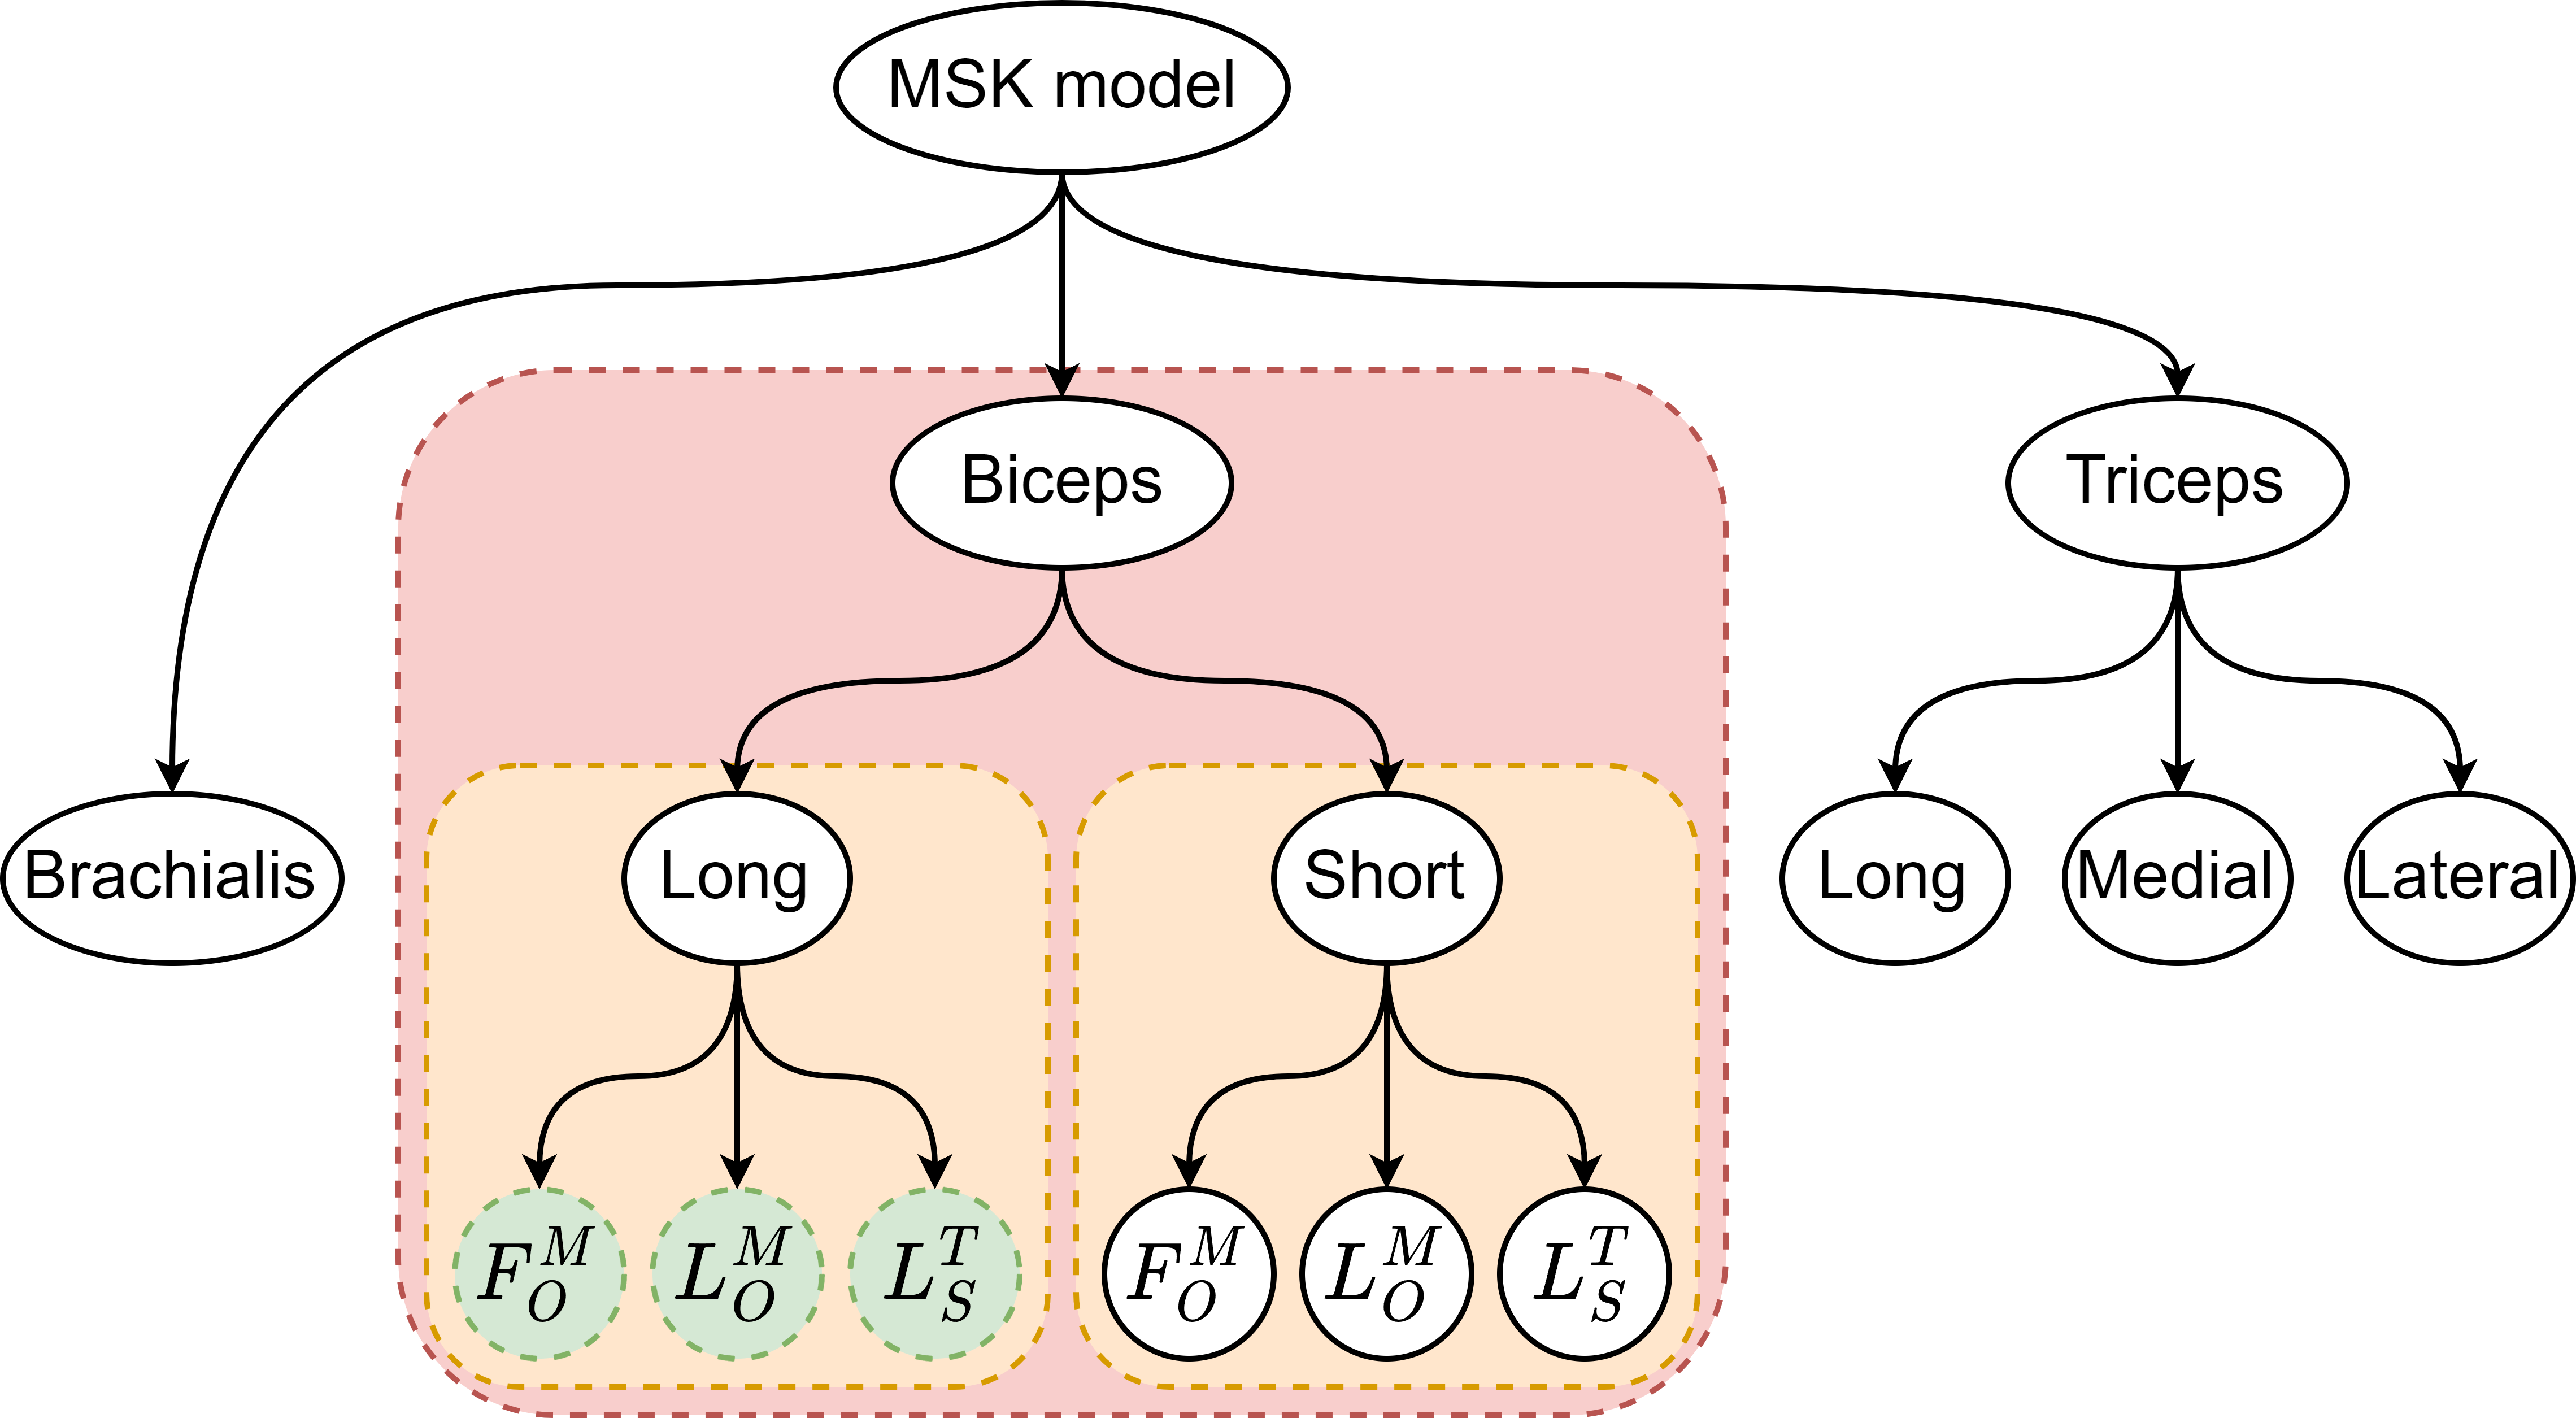 MSK model
Biceps
Triceps
Brachialis
Long
Short
Long
Medial
Lateral
$F_O^M$
$L_O^M$
$L_S^T$
$F_O^M$
$L_O^M$
$L_S^T$